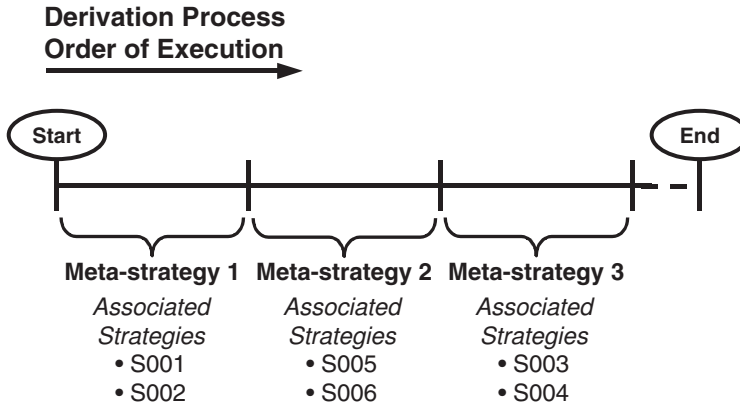 Derivation Process
Order of Execution
Start
End
Meta-strategy 1
Associated
Strategies
• S001
• S002
Meta-strategy 2
Associated
Strategies
• S005
• S006
Meta-strategy 3
Associated
Strategies
• S003
• S004